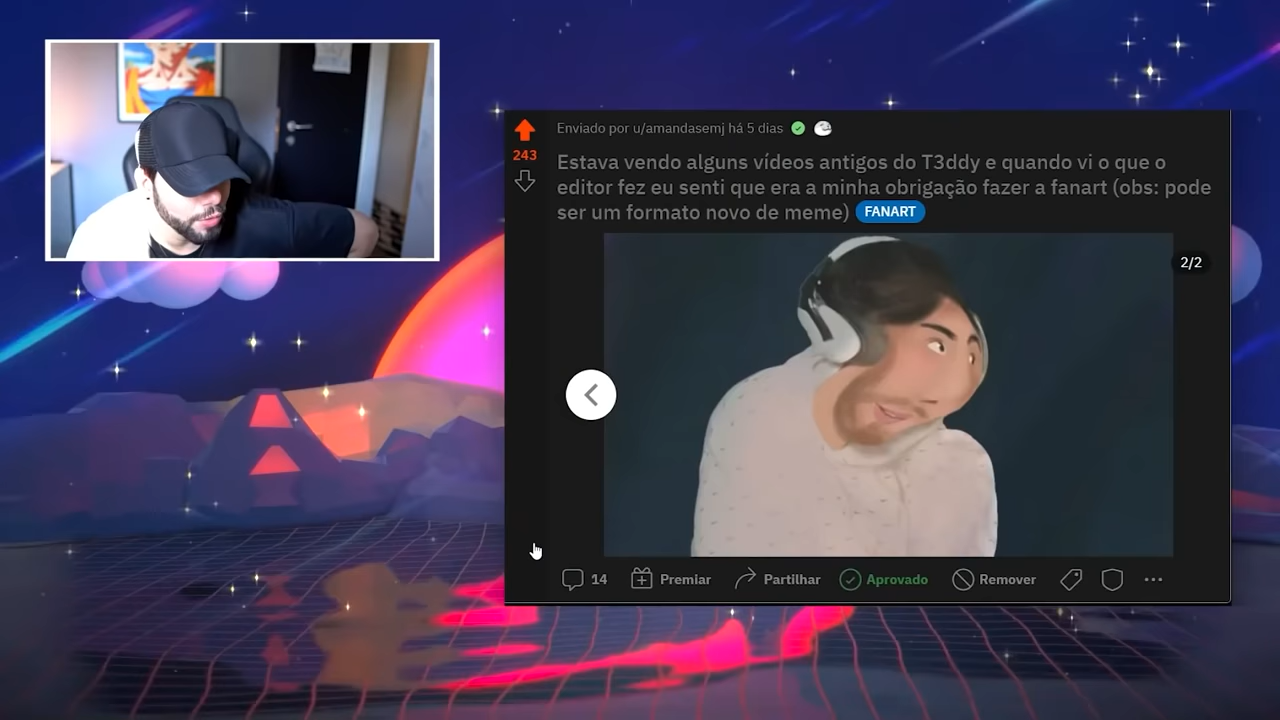 Enviado por u/amandasemj há 5 dias
243
Estava vendo alguns vídeos antigos do T3ddy e quando vi o que o
editor fez eu senti que era a minha obrigação fazer a fanart (obs: pode
ser um formato novo de meme) FANART
2/2
14 Premiar Partilhar Aprovado Remover